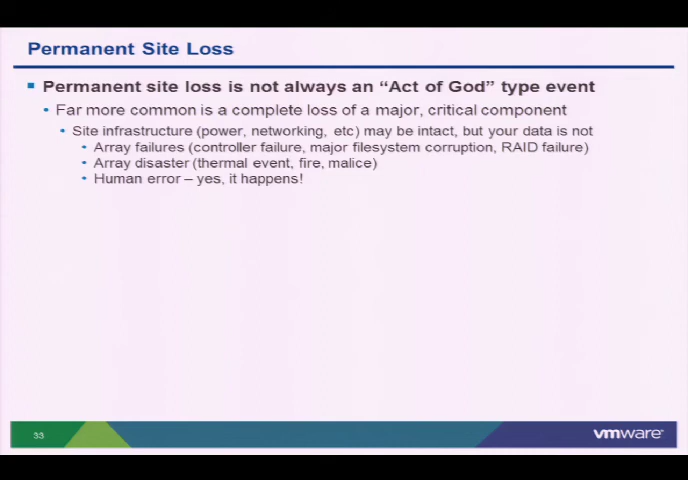 Permanent Site Loss
Permanent site loss is not always an “Act of God” type event
Far more common is a complete loss of a major, critical component
Site infrastructure (power, networking, etc) may be intact, but your data is not
Array failures (controller failure, major filesystem corruption, RAID failure)
Array disaster (thermal event, fire, malice)
Human error – yes, it happens!
33
vmware